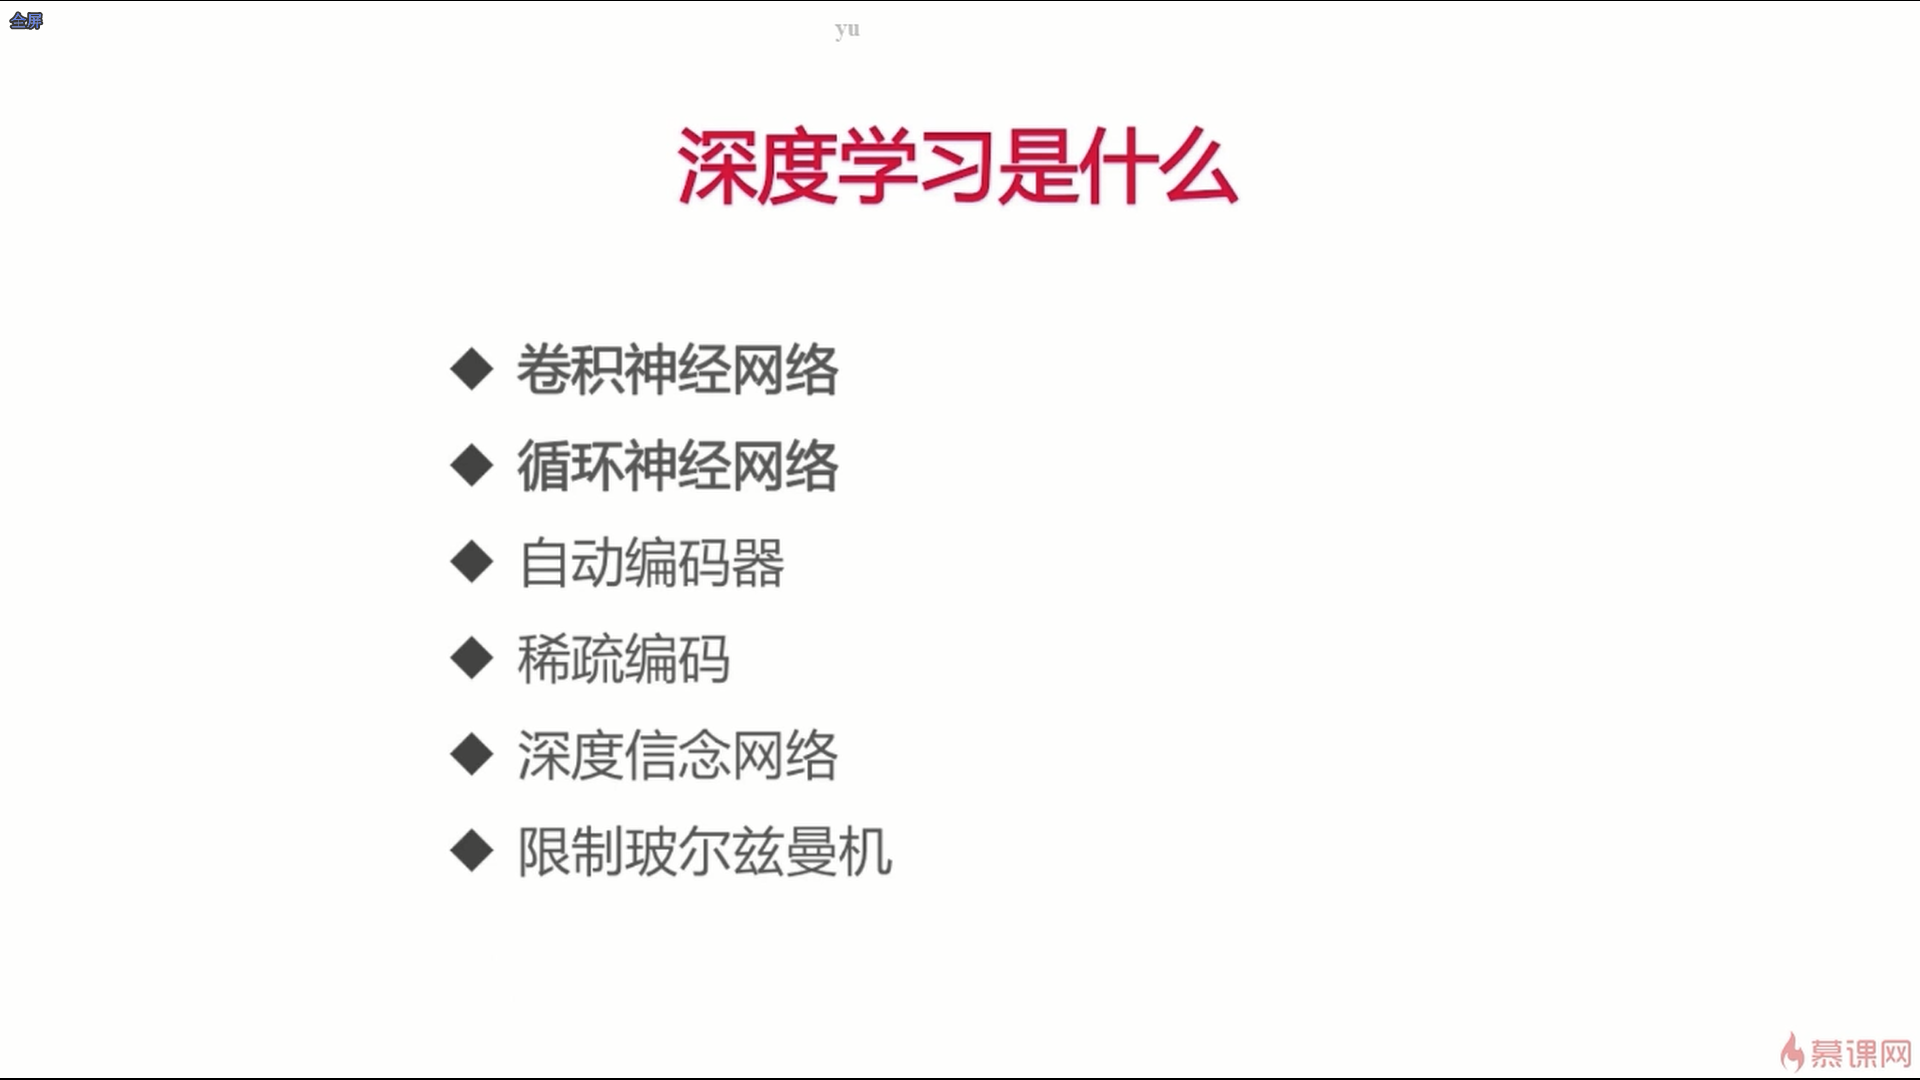 全屏
yu
深度学习是什么
◆ 卷积神经网络
◆ 循环神经网络
◆ 自动编码器
◆ 稀疏编码
◆ 深度信念网络
◆ 限制玻尔兹曼机
慕课网